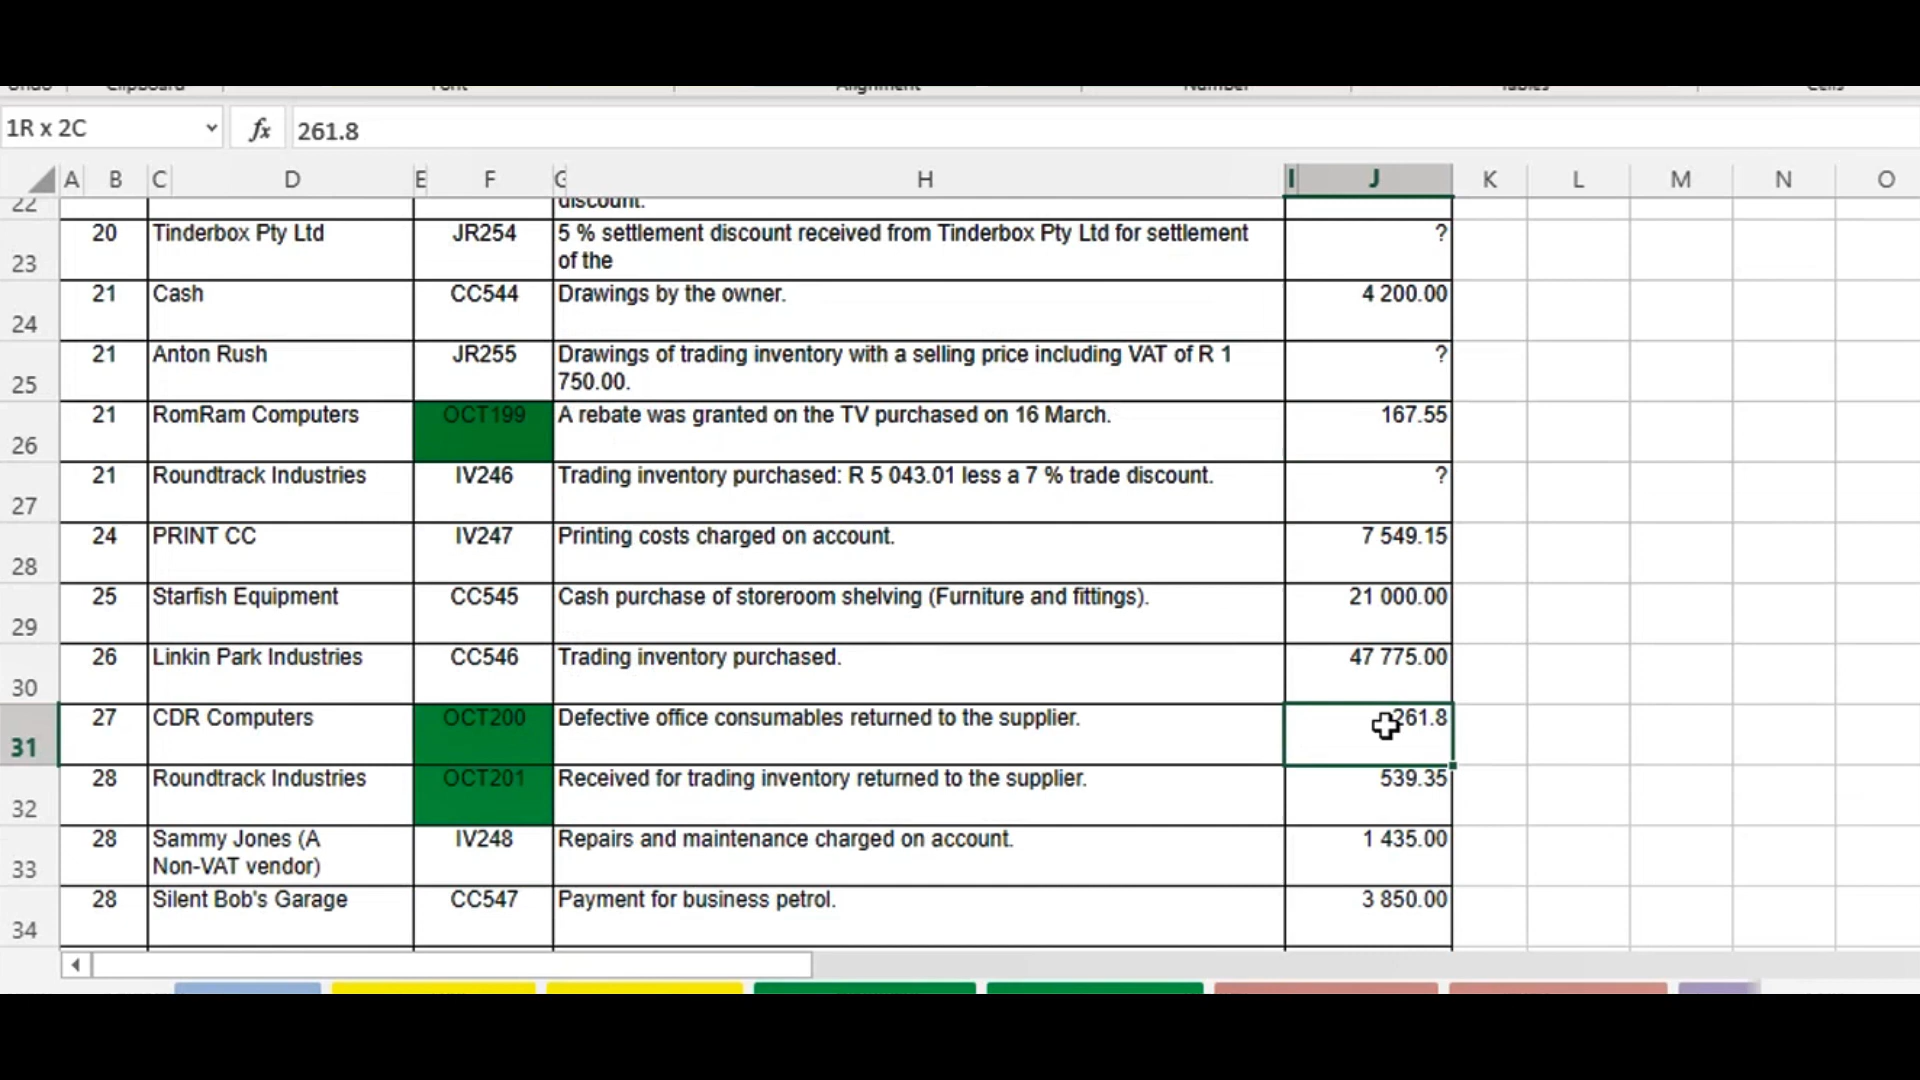 Undo Clipboard Font Alignment Number Tables Cells
1R x 2C fx 261.8
A B C D E F G H I J K L M N O
22 discount.
20 Tinderbox Pty Ltd JR254 5 % settlement discount received from Tinderbox Pty Ltd for settlement ?
23 of the
21 Cash CC544 Drawings by the owner. 4 200.00
24
21 Anton Rush JR255 Drawings of trading inventory with a selling price including VAT of R 1 ?
25 750.00.
21 RomRam Computers OCT199 A rebate was granted on the TV purchased on 16 March. 167.55
26
21 Roundtrack Industries IV246 Trading inventory purchased: R 5 043.01 less a 7 % trade discount. ?
27
24 PRINT CC IV247 Printing costs charged on account. 7 549.15
28
25 Starfish Equipment CC545 Cash purchase of storeroom shelving (Furniture and fittings). 21 000.00
29
26 Linkin Park Industries CC546 Trading inventory purchased. 47 775.00
30
27 CDR Computers OCT200 Defective office consumables returned to the supplier. 261.8
31
28 Roundtrack Industries OCT201 Received for trading inventory returned to the supplier. 539.35
32
28 Sammy Jones (A IV248 Repairs and maintenance charged on account. 1 435.00
33 Non-VAT vendor)
28 Silent Bob's Garage CC547 Payment for business petrol. 3 850.00
34